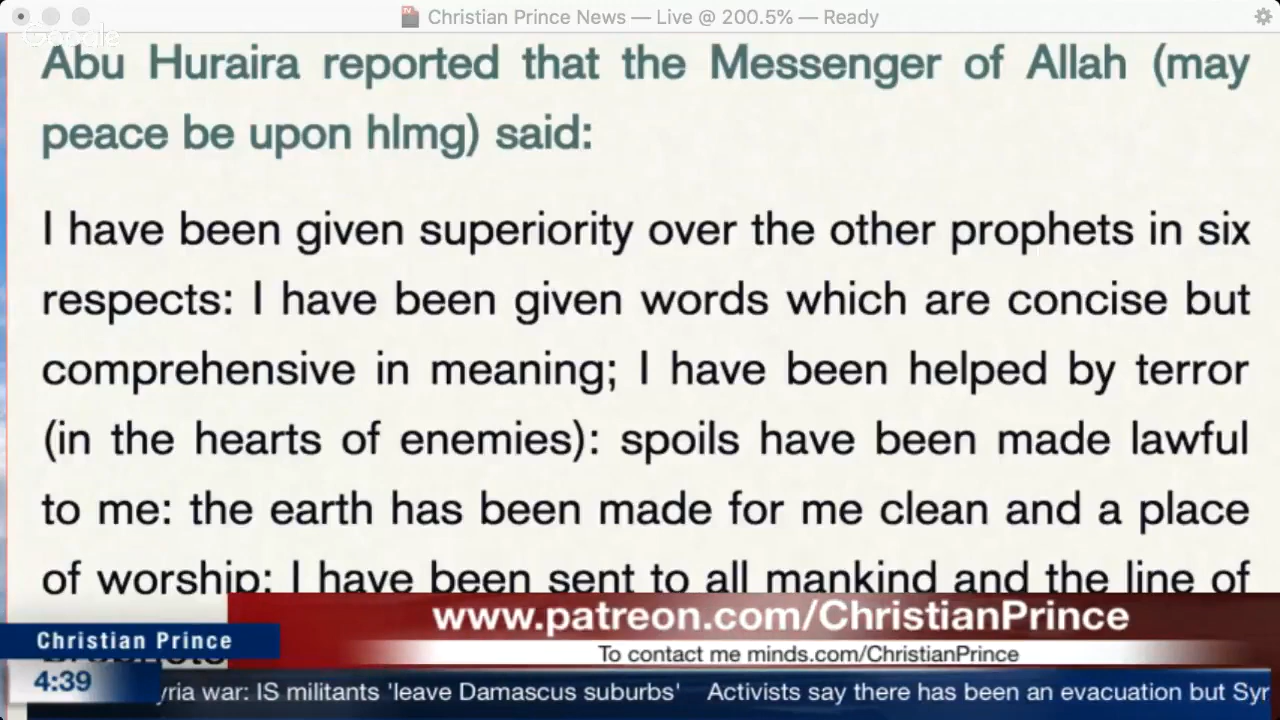 Christian Prince News — Live @ 200.5% — Ready
Google
Abu Huraira reported that the Messenger of Allah (may
peace be upon hlmg) said:
I have been given superiority over the other prophets in six
respects: I have been given words which are concise but
comprehensive in meaning; I have been helped by terror
(in the hearts of enemies): spoils have been made lawful
to me: the earth has been made for me clean and a place
of worship; I have been sent to all mankind and the line of
www.patreon.com/ChristianPrince
Christian Prince
To contact me minds.com/ChristianPrince
4:39
yria war: IS militants 'leave Damascus suburbs' Activists say there has been an evacuation but Syr